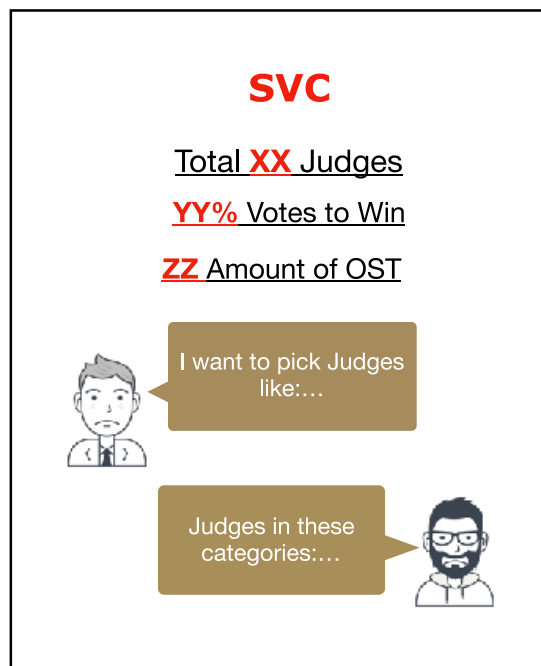 SVC
Total XX Judges
YY% Votes to Win
ZZ Amount of OST
I want to pick Judges
like:...
Judges in these
categories:...